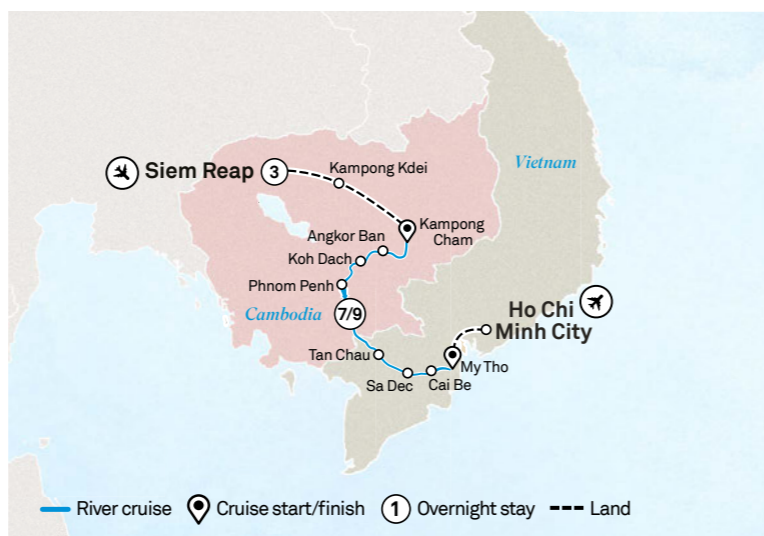 Vietnam
Kampong Kdei
Siem Reap 3
Kampong
Cham
Angkor Ban
Koh Dach
Phnom Penh
Cambodia 7/9
Ho Chi
Minh City
Tan Chau
My Tho
Sa Dec
Cai Be
River cruise
Cruise start/finish
1 Overnight stay
Land